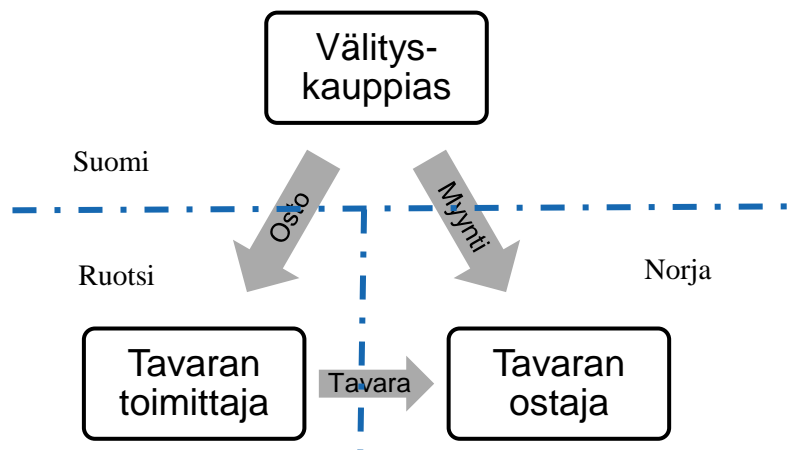 Välitys-
kauppias
Suomi
Osto
Myynti
Ruotsi
Norja
Tavaran
toimittaja
Tavara
Tavaran
ostaja